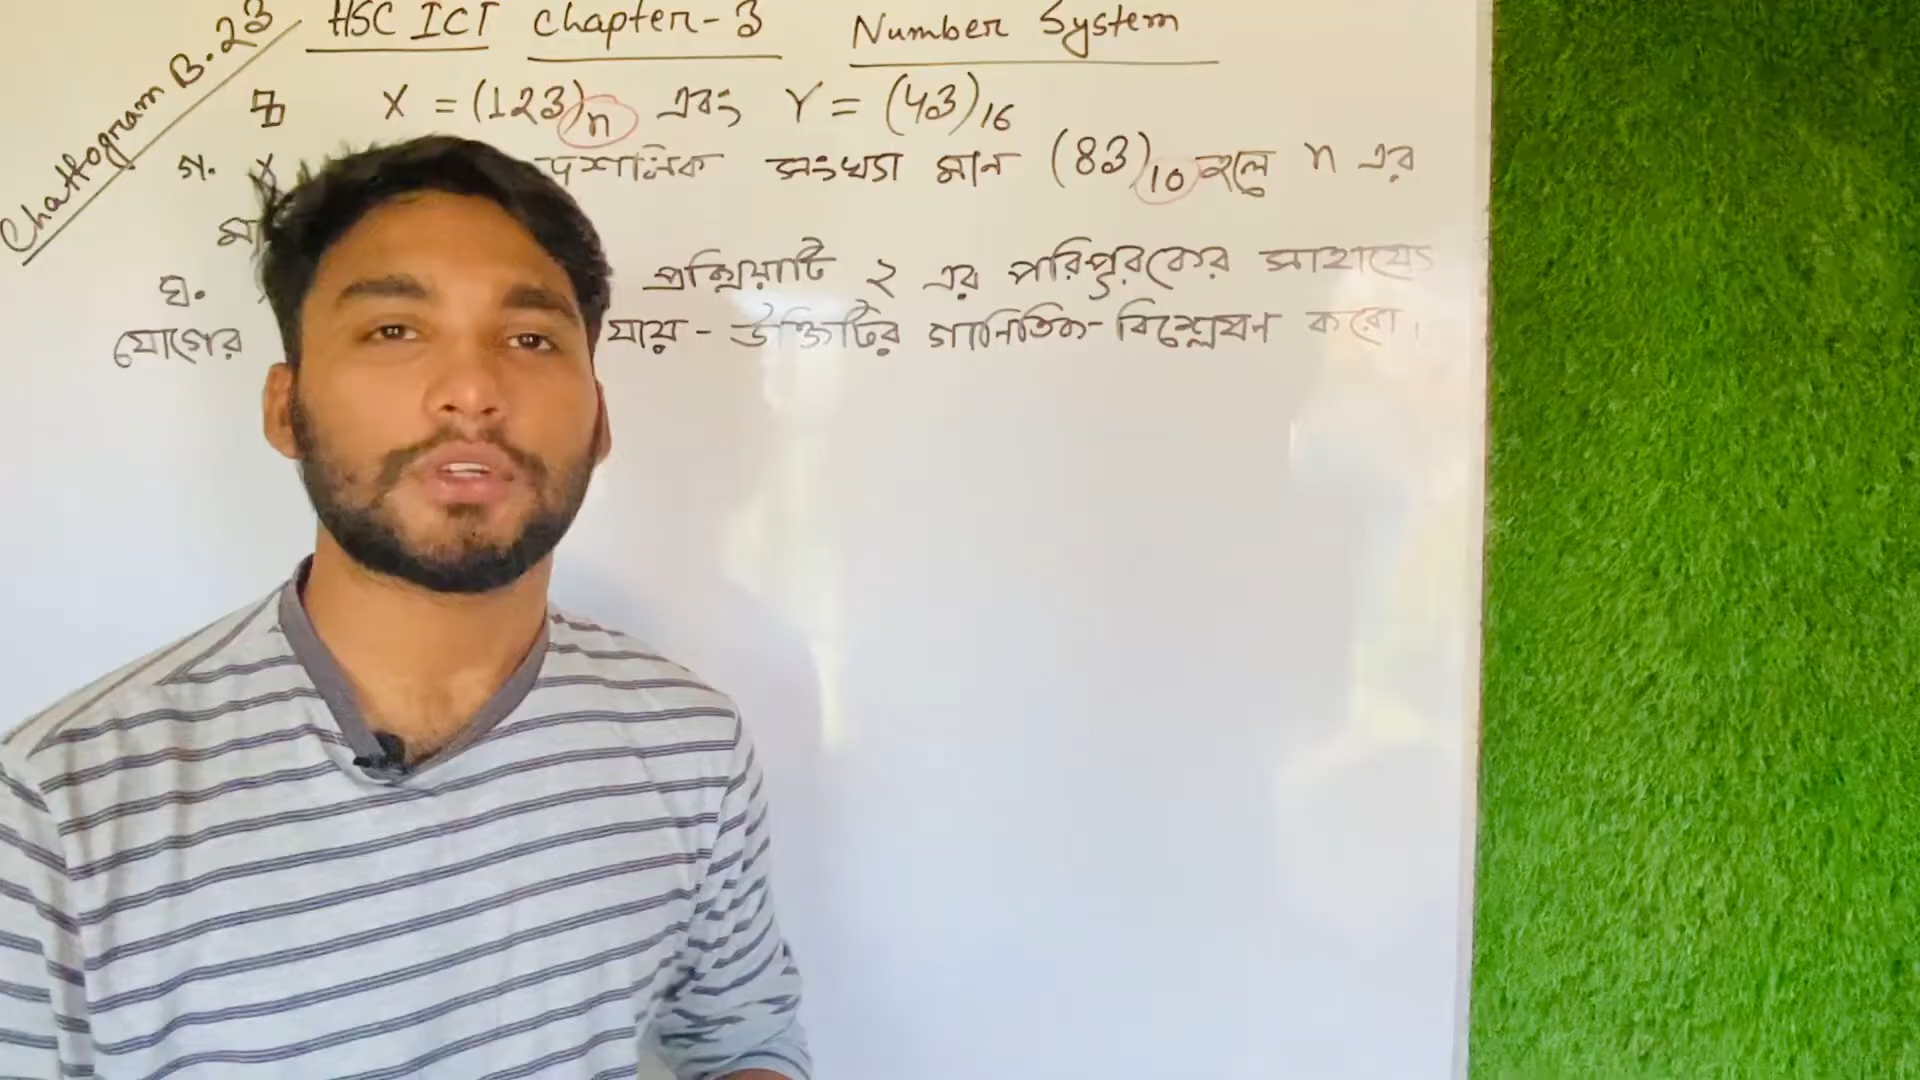 Chattogram B.23
HSC ICT Chapter-3 Number System
X = (123)n এবং Y = (43)16
গ. X দশমিক সংখ্যা মান (83)10 হলে n এর
মা
ঘ. প্রক্রিয়াটি ২ এর পরিপূরকের সাহায্যে
যোগের যায় - উক্তিটির গানিতিক বিশ্লেষণ করো।